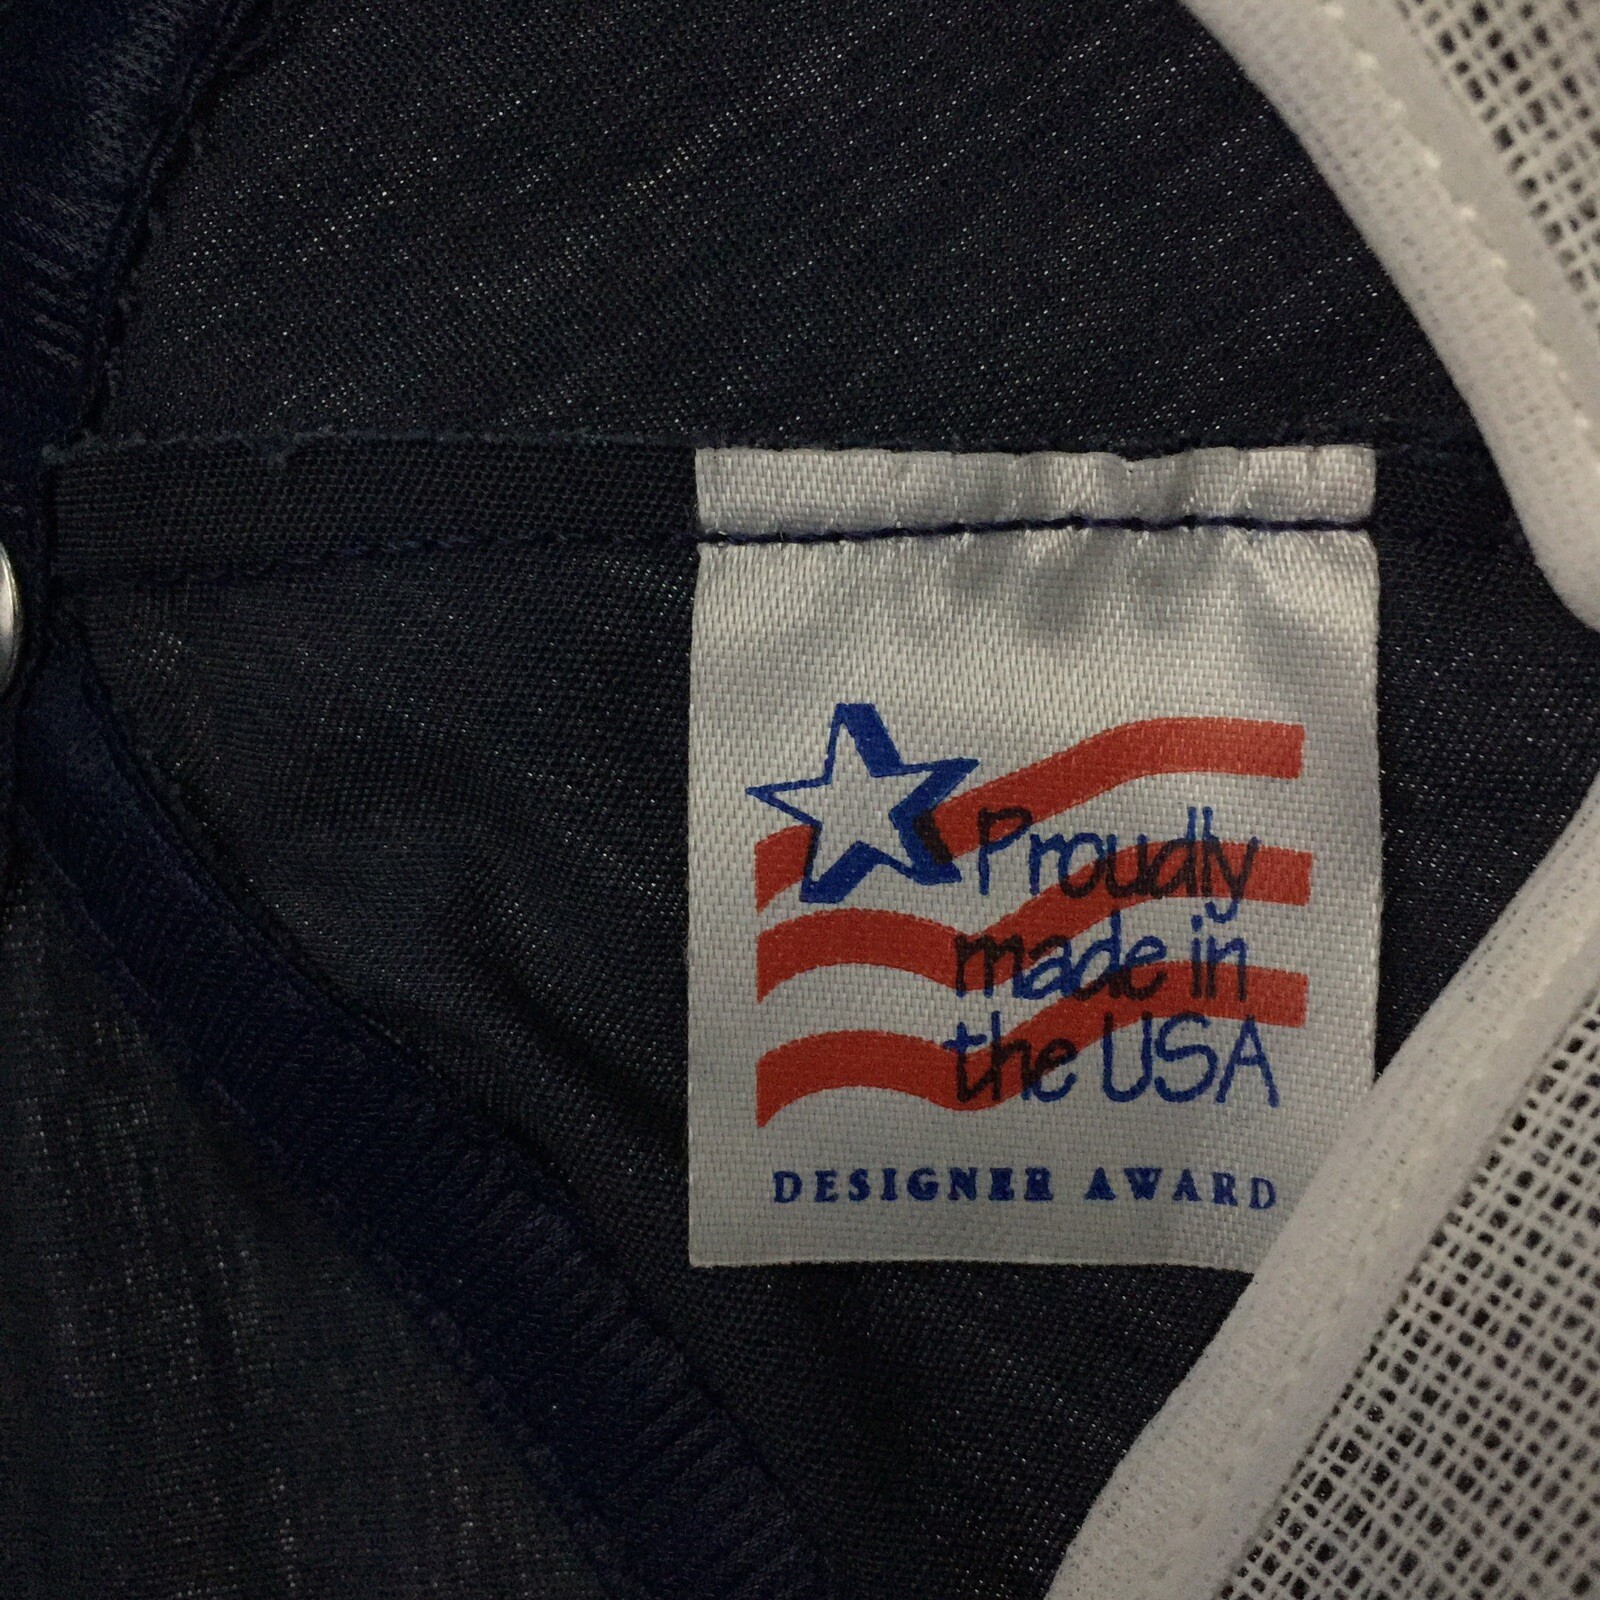 Proudly
made in
the USA
DESIGNER AWARD